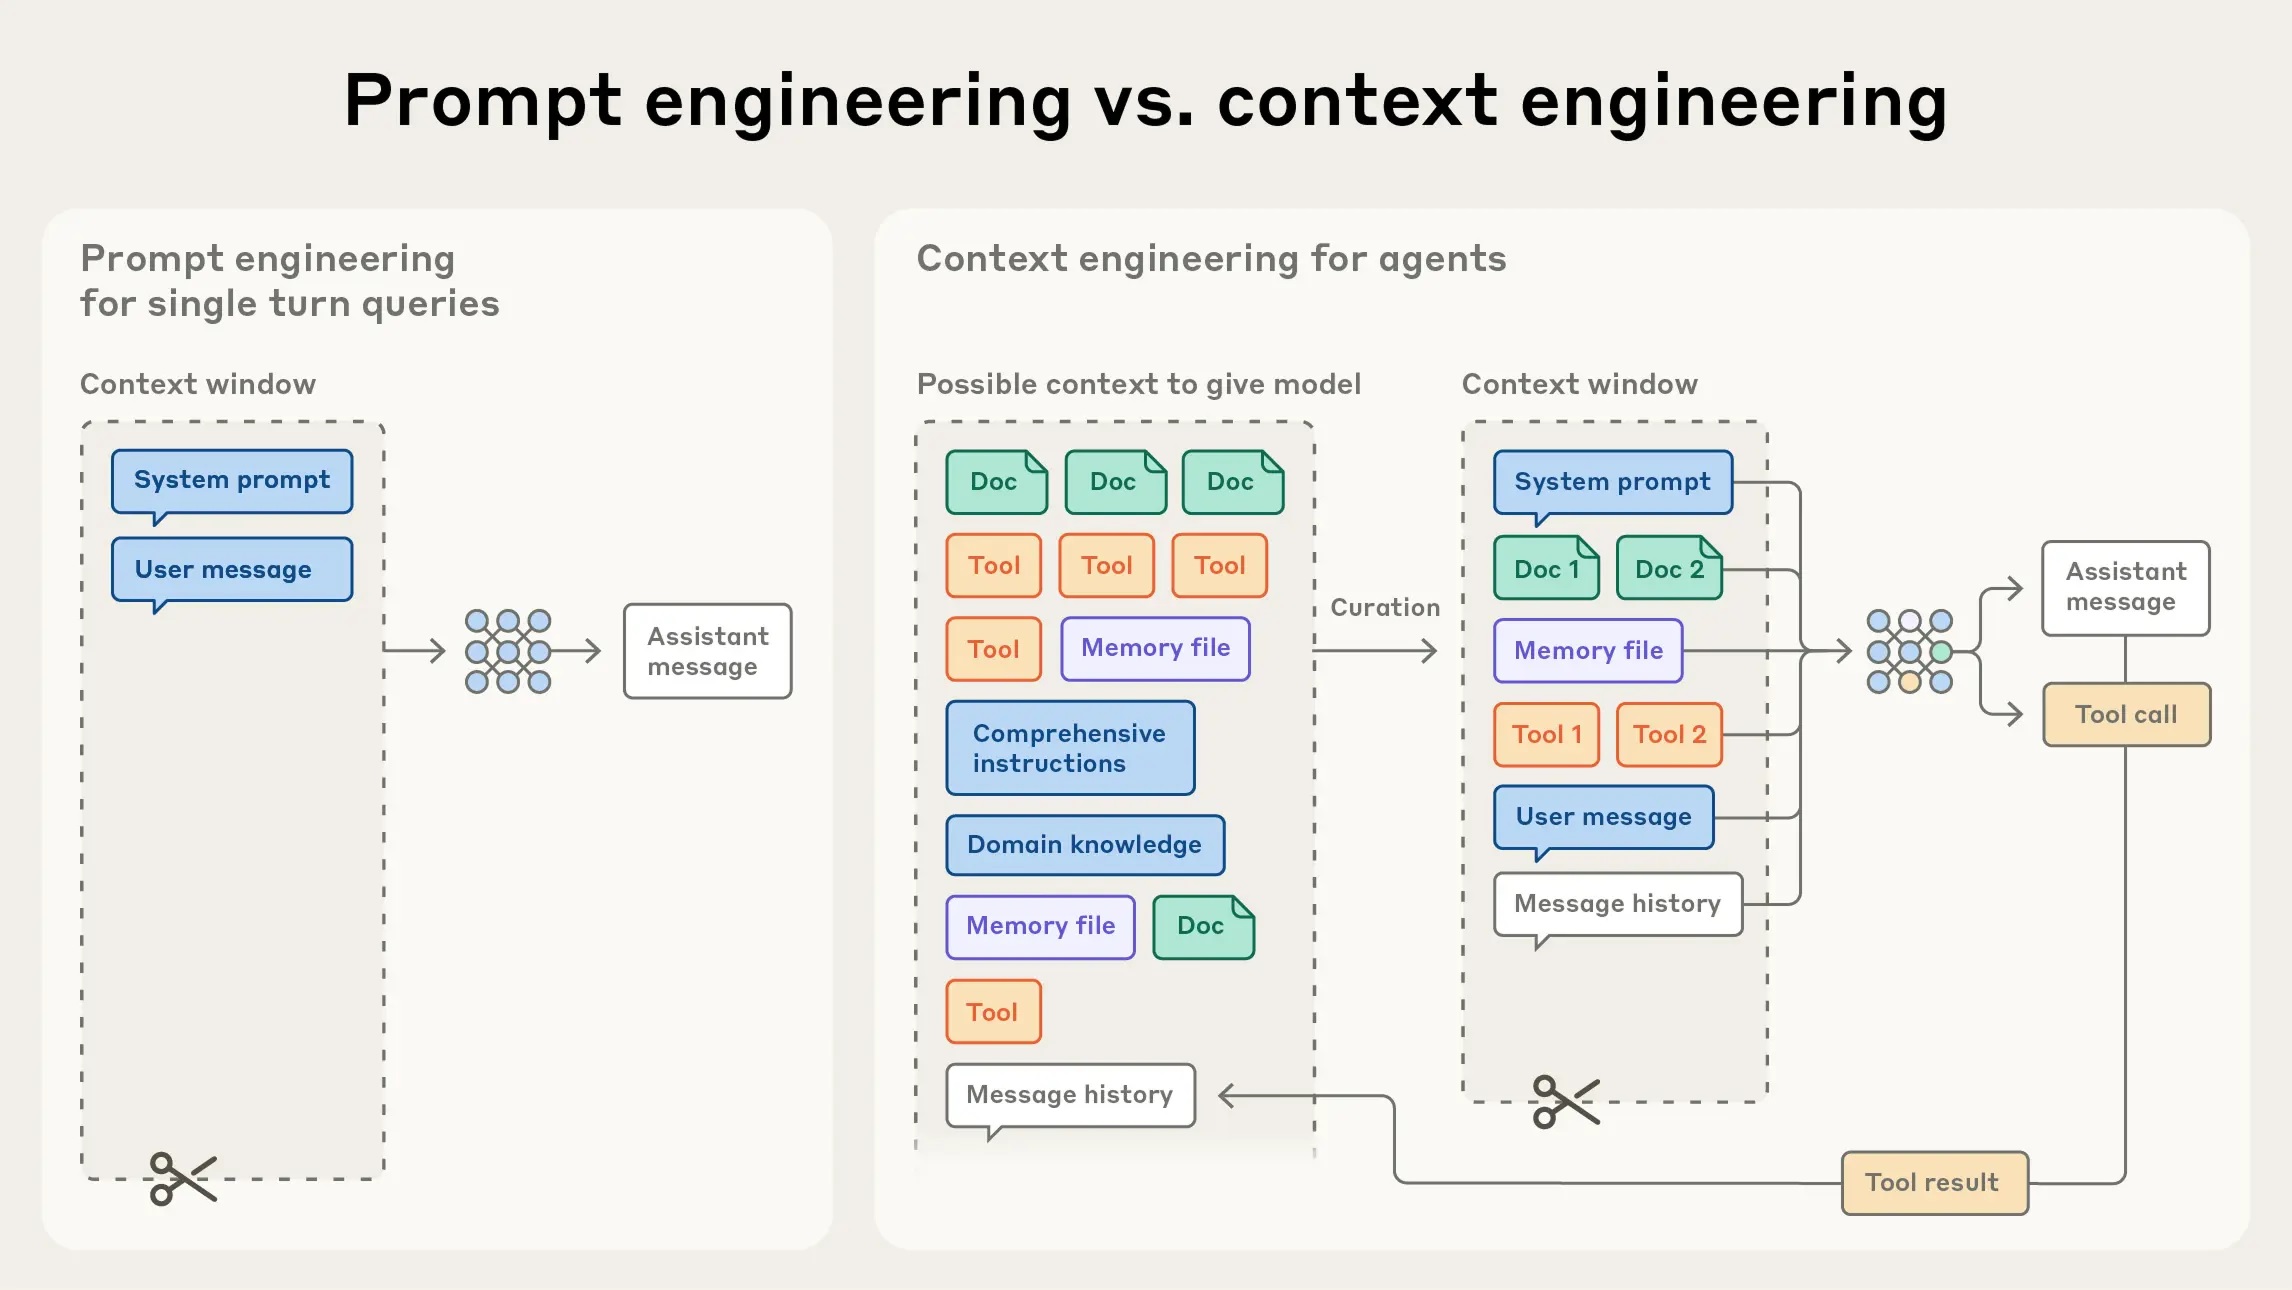 Prompt engineering vs. context engineering
Prompt engineering
for single turn queries
Context window
System prompt
User message
Assistant
message
Context engineering for agents
Possible context to give model
Doc
Doc
Doc
Tool
Tool
Tool
Tool
Memory file
Comprehensive
instructions
Domain knowledge
Memory file
Doc
Tool
Message history
Curation
Context window
System prompt
Doc 1
Doc 2
Memory file
Tool 1
Tool 2
User message
Message history
Assistant
message
Tool call
Tool result